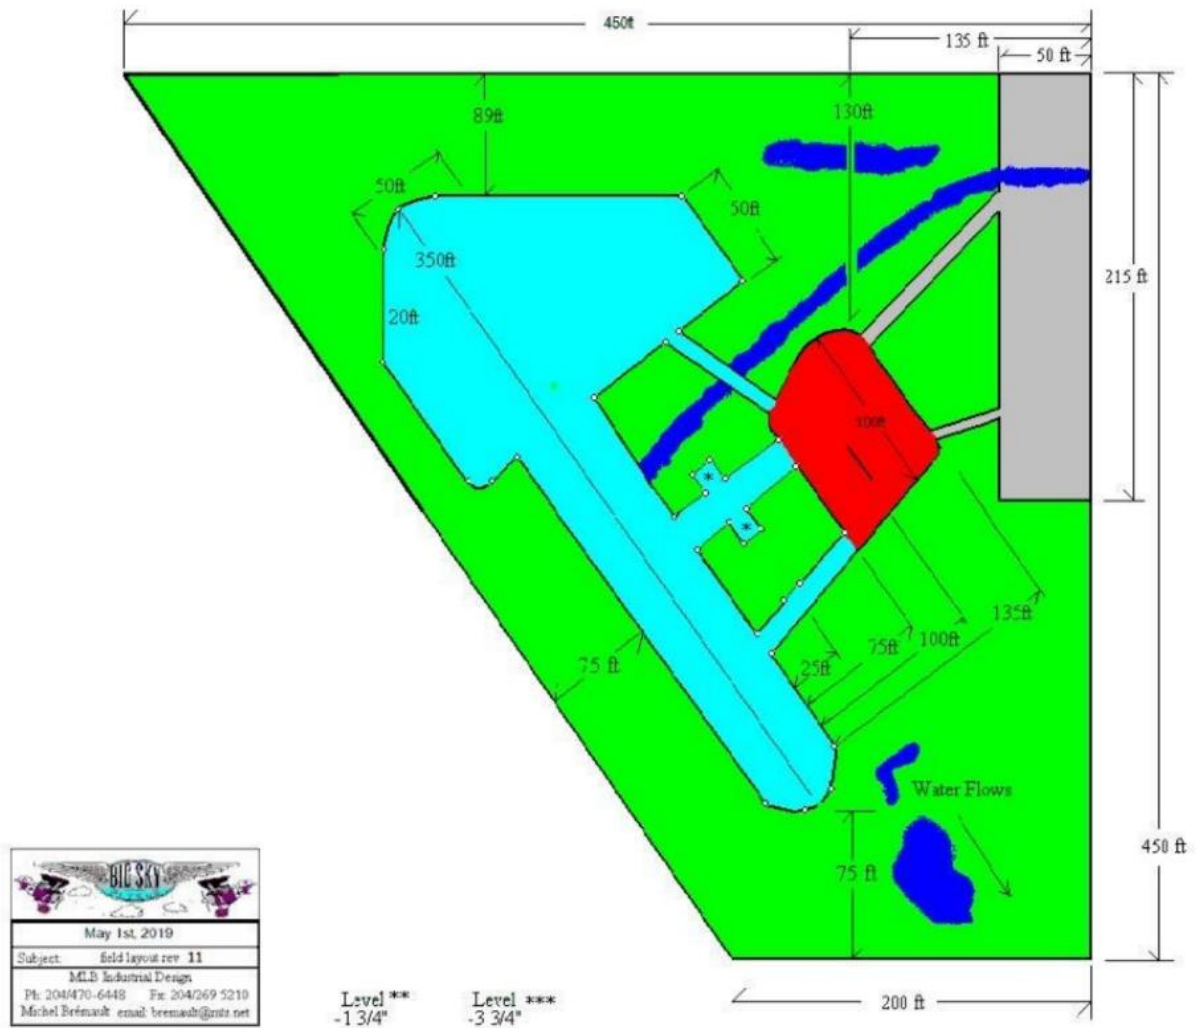 450ft
135 ft
50 ft
89ft
130ft
50ft
50ft
350ft
215 ft
20ft
100ft
*
*
135ft
100ft
75ft
75 ft
25ft
Water Flows
450 ft
75 ft
BIG SKY
May 1st, 2019
Subject: field layout rev 11
MLB Industrial Design
Ph: 204/470-6448 Fx: 204/269 5210
Michel Brémault email: bremault@mts.net
Level ** Level ***
-1 3/4" -3 3/4"
200 ft